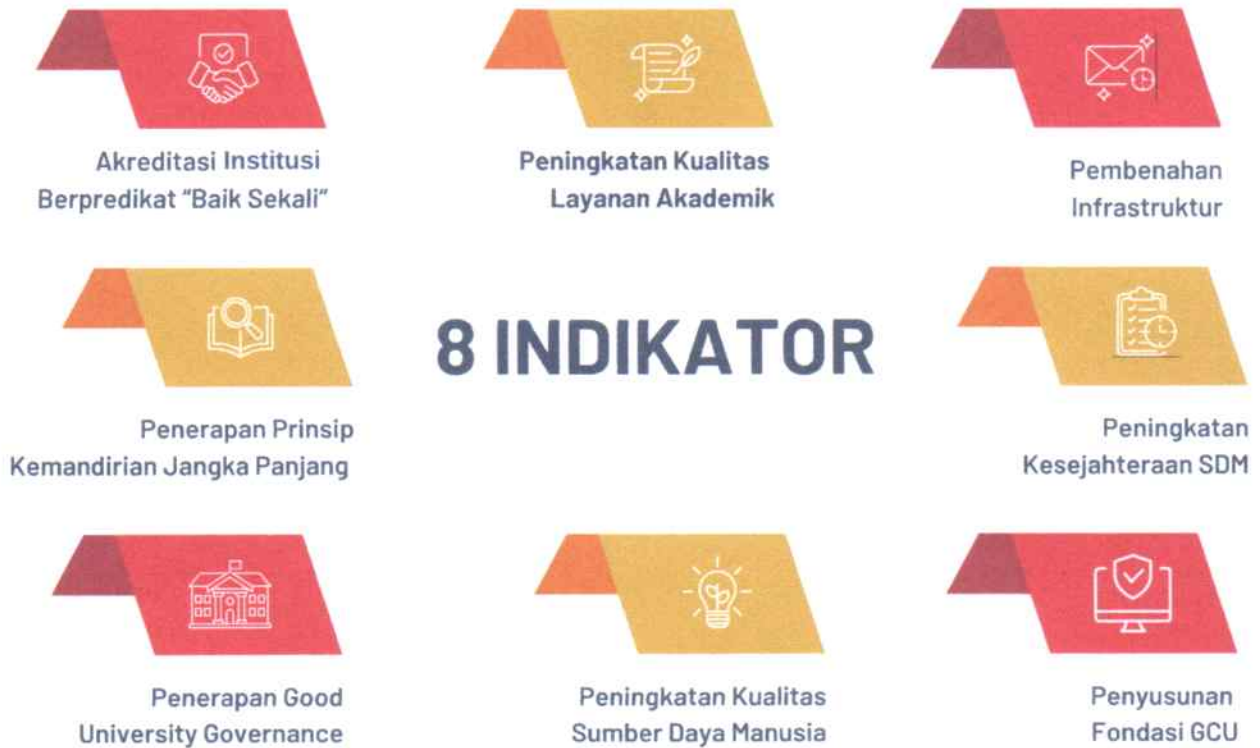 Akreditasi Institusi
Berpredikat “Baik Sekali”
Peningkatan Kualitas
Layanan Akademik
Pembenahan
Infrastruktur
8 INDIKATOR
Penerapan Prinsip
Kemandirian Jangka Panjang
Peningkatan
Kesejahteraan SDM
Penerapan Good
University Governance
Peningkatan Kualitas
Sumber Daya Manusia
Penyusunan
Fondasi GCU